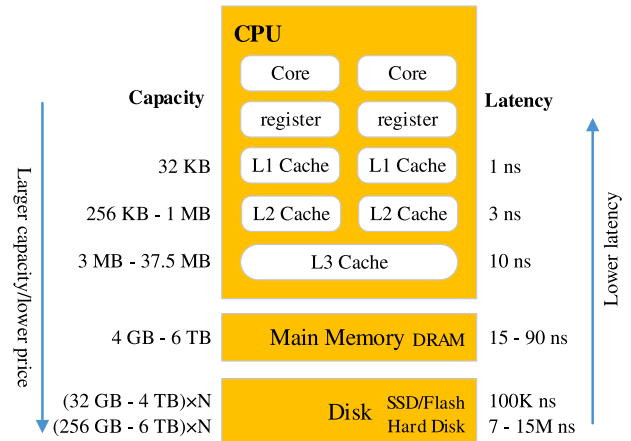 CPU
Core Core
Capacity Latency
register register
32 KB L1 Cache L1 Cache 1 ns
256 KB - 1 MB L2 Cache L2 Cache 3 ns
3 MB - 37.5 MB L3 Cache 10 ns
4 GB - 6 TB Main Memory DRAM 15 - 90 ns
(32 GB - 4 TB)×N Disk SSD/Flash 100K ns
(256 GB - 6 TB)×N Hard Disk 7 - 15M ns
Larger capacity/lower price
Lower latency